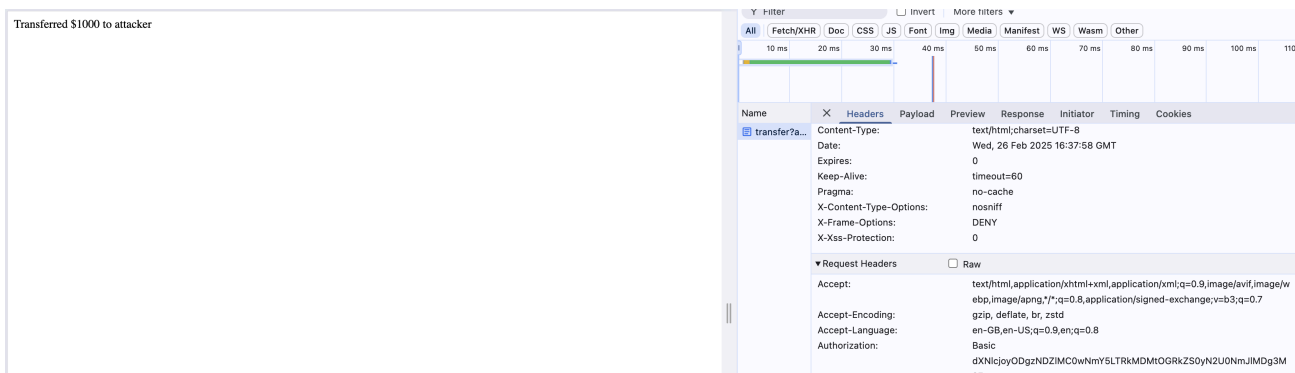 Transferred $1000 to attacker
Filter Invert More filters
All Fetch/XHR Doc CSS JS Font Img Media Manifest WS Wasm Other
10 ms 20 ms 30 ms 40 ms 50 ms 60 ms 70 ms 80 ms 90 ms 100 ms 110
Name Headers Payload Preview Response Initiator Timing Cookies
transfer?a...
Content-Type: text/html;charset=UTF-8
Date: Wed, 26 Feb 2025 16:37:58 GMT
Expires: 0
Keep-Alive: timeout=60
Pragma: no-cache
X-Content-Type-Options: nosniff
X-Frame-Options: DENY
X-Xss-Protection: 0
Request Headers Raw
Accept: text/html,application/xhtml+xml,application/xml;q=0.9,image/avif,image/w
ebp,image/apng,*/*;q=0.8,application/signed-exchange;v=b3;q=0.7
Accept-Encoding: gzip, deflate, br, zstd
Accept-Language: en-GB,en-US;q=0.9,en;q=0.8
Authorization: Basic